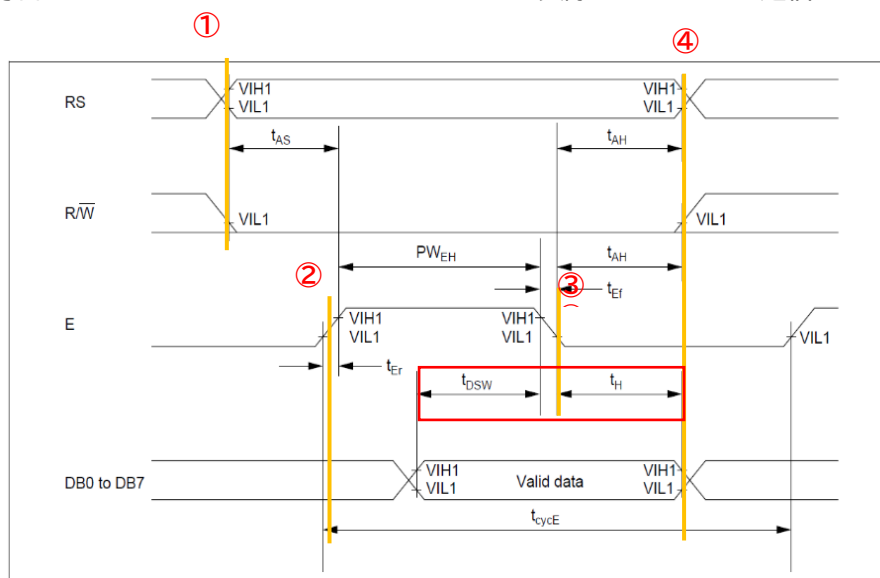 ①
④
RS
VIH1
VIL1
VIH1
VIL1
tAS
tAH
R/W̅
VIL1
VIL1
PWEH
tAH
②
③
tEf
E
VIH1
VIL1
VIH1
VIL1
VIL1
tEr
tDSW
tH
DB0 to DB7
VIH1
VIL1
Valid data
VIH1
VIL1
tcycE